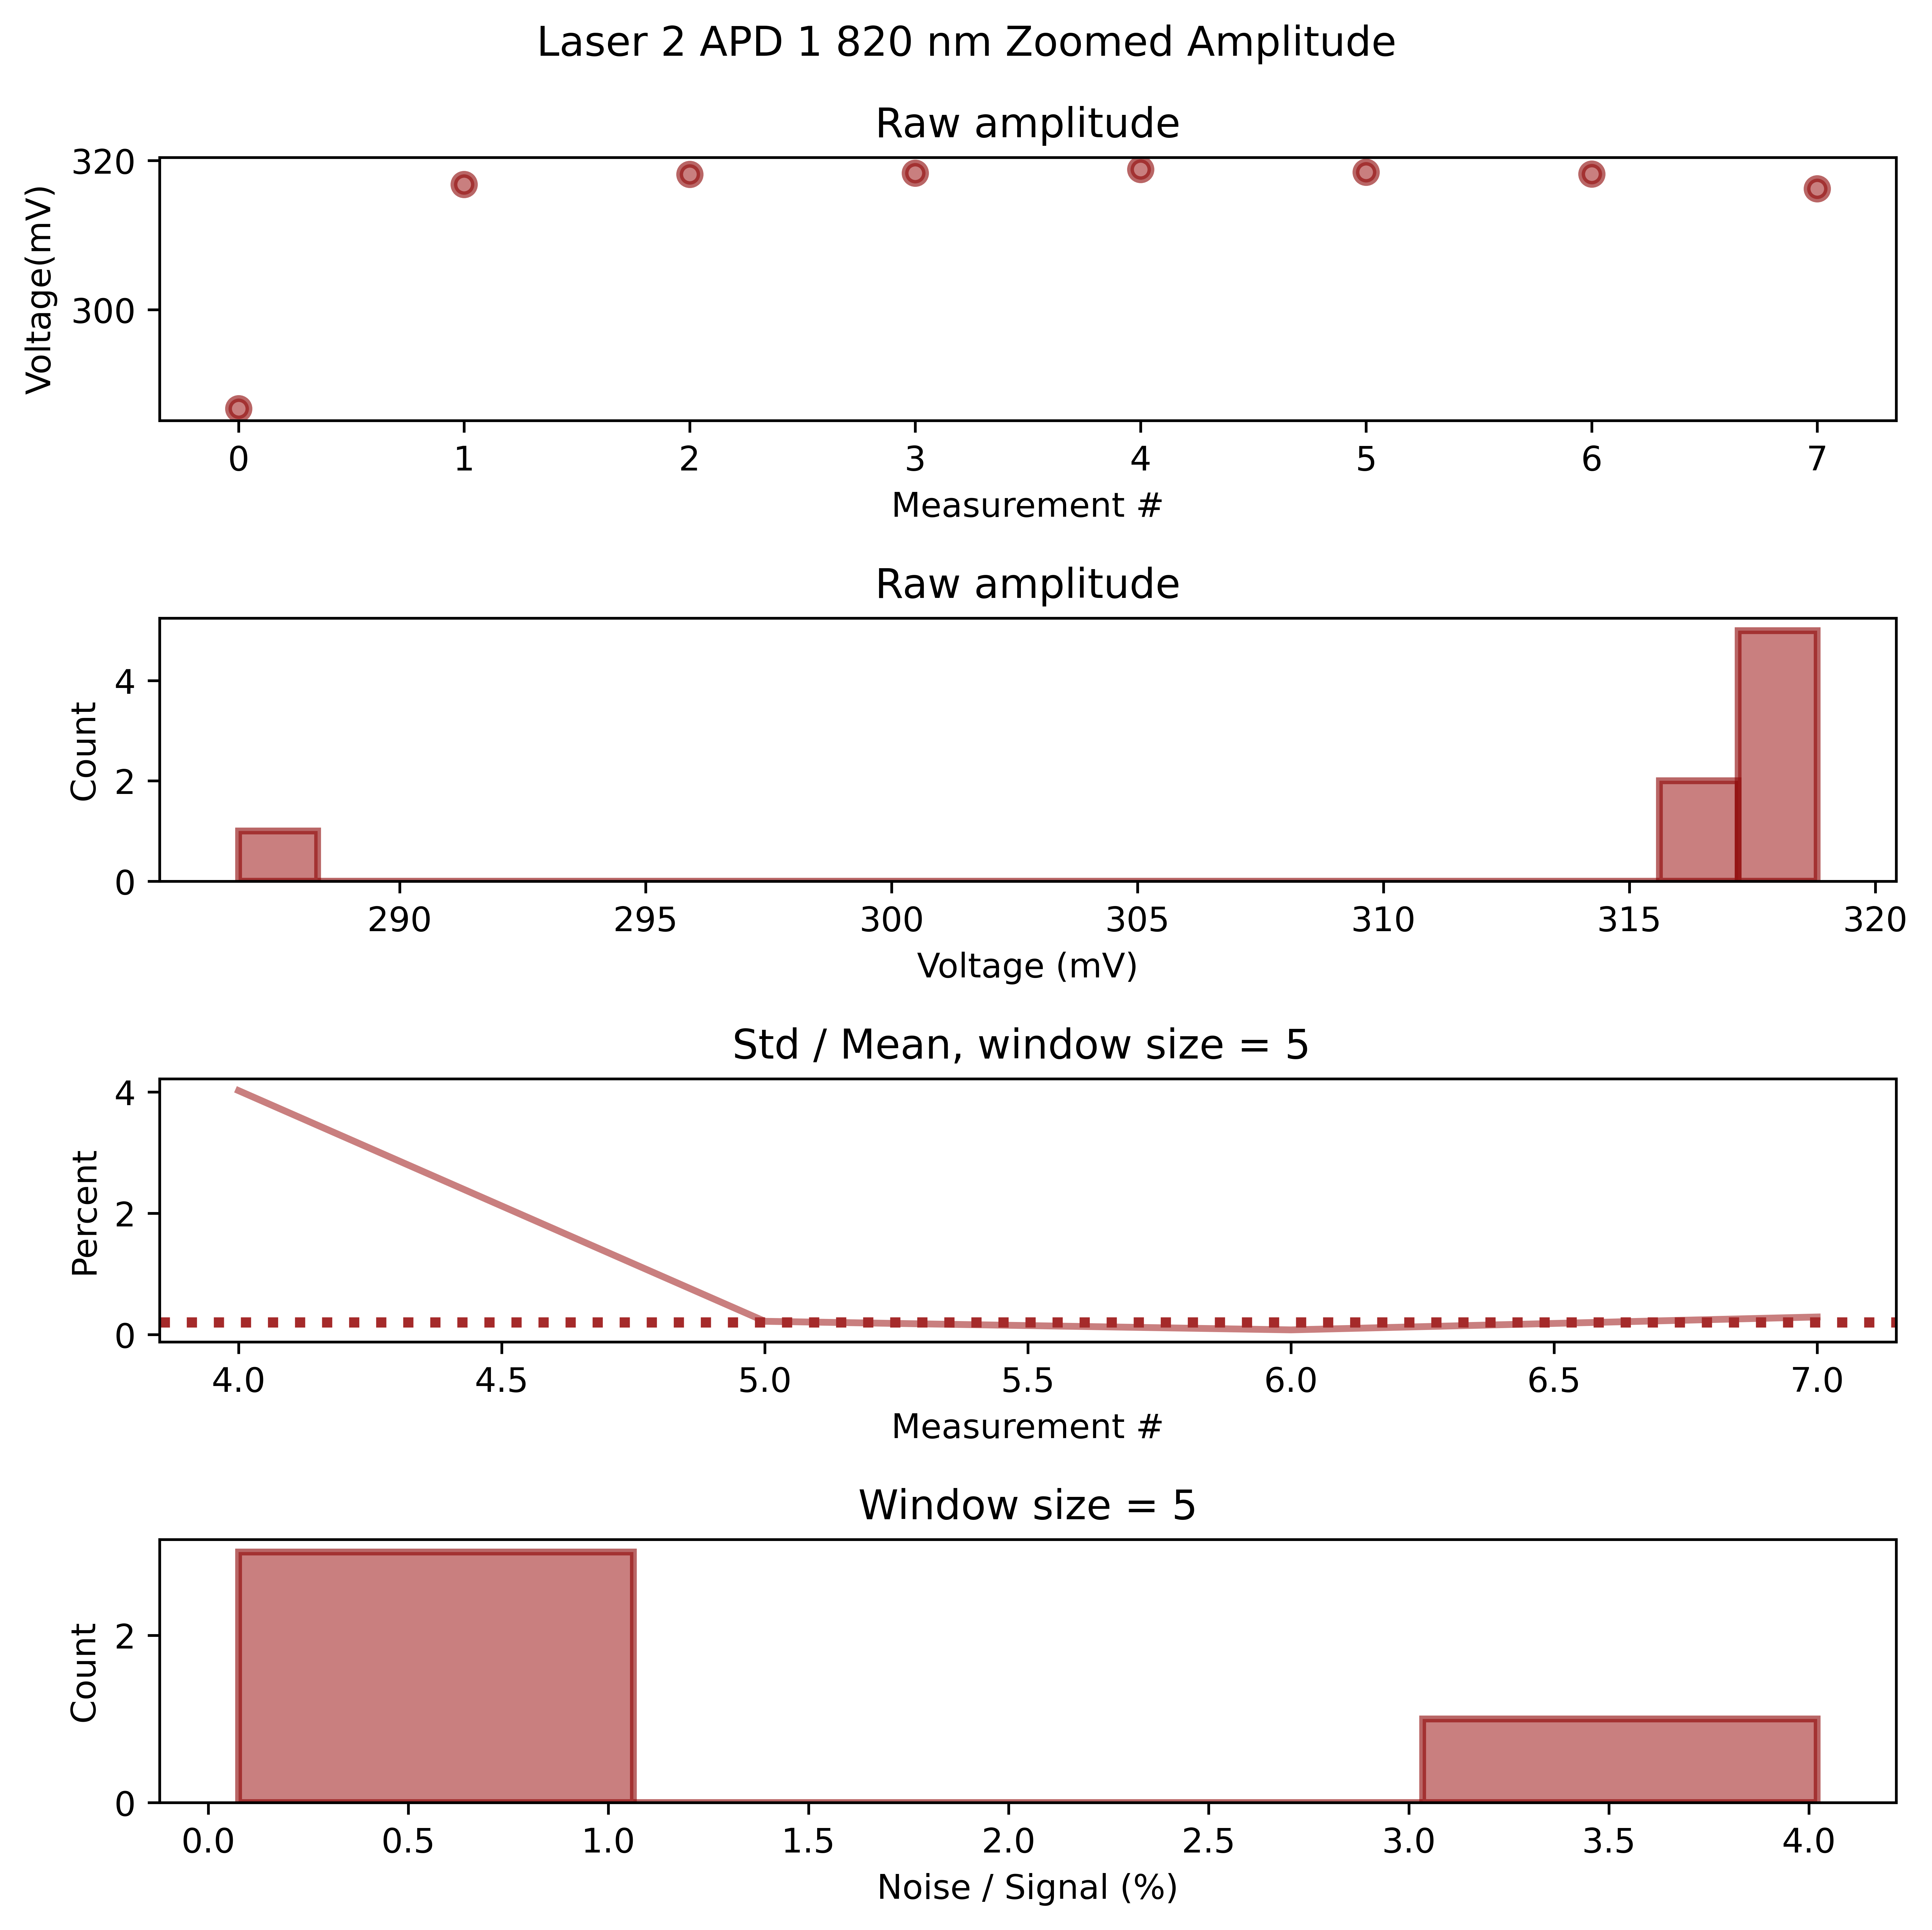 Laser 2 APD 1 820 nm Zoomed Amplitude
Raw amplitude
320
300
Voltage(mV)
0 1 2 3 4 5 6 7
Measurement #
Raw amplitude
4
2
0
Count
290 295 300 305 310 315 320
Voltage (mV)
Std / Mean, window size = 5
4
2
0
Percent
4.0 4.5 5.0 5.5 6.0 6.5 7.0
Measurement #
Window size = 5
2
0
Count
0.0 0.5 1.0 1.5 2.0 2.5 3.0 3.5 4.0
Noise / Signal (%)